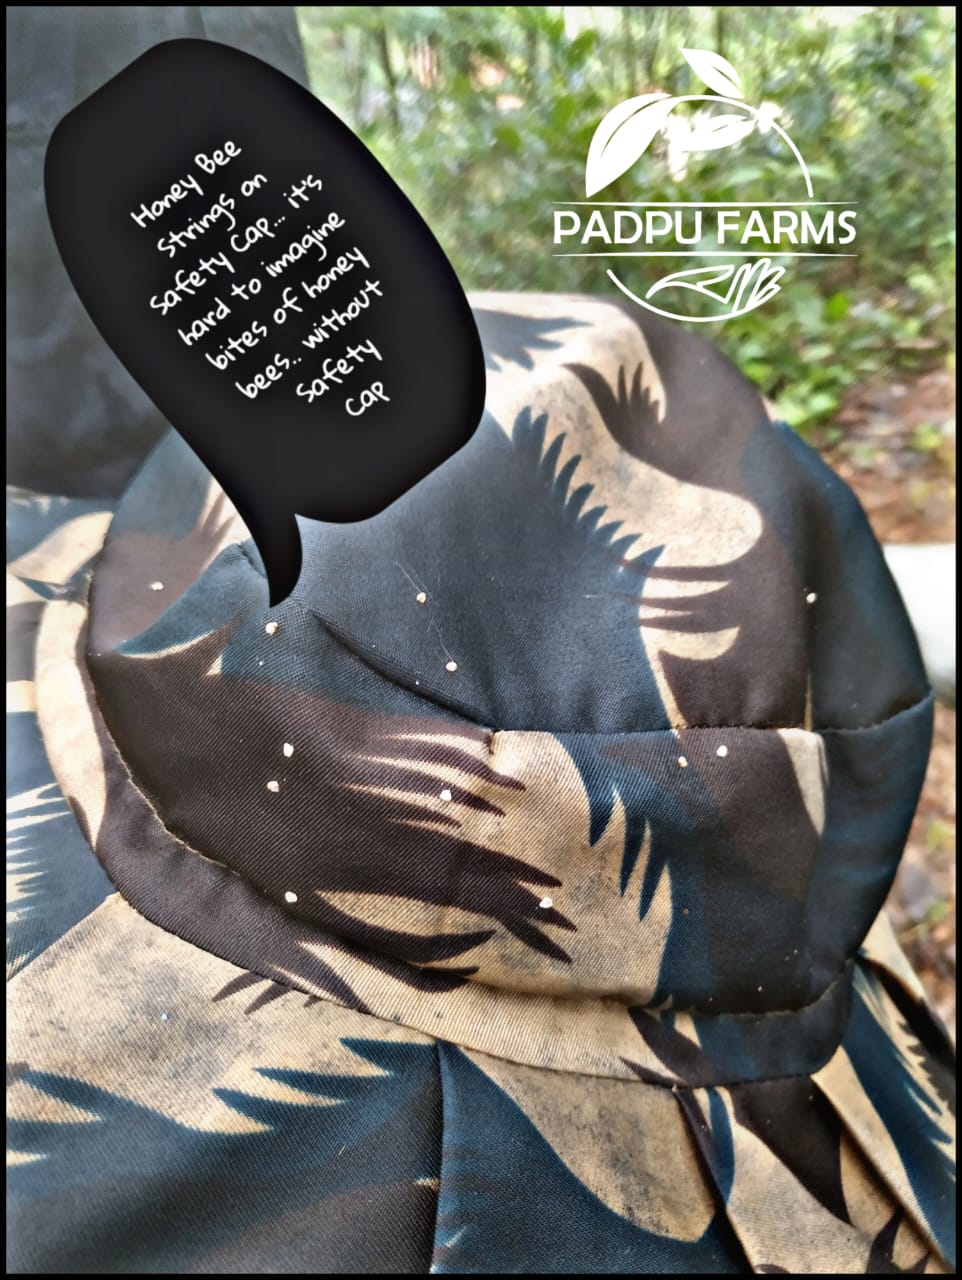 Honey Bee
strings on
Safety Cap... it's
hard to imagine
bites of honey
bees.. without
Safety
Cap
PADPU FARMS